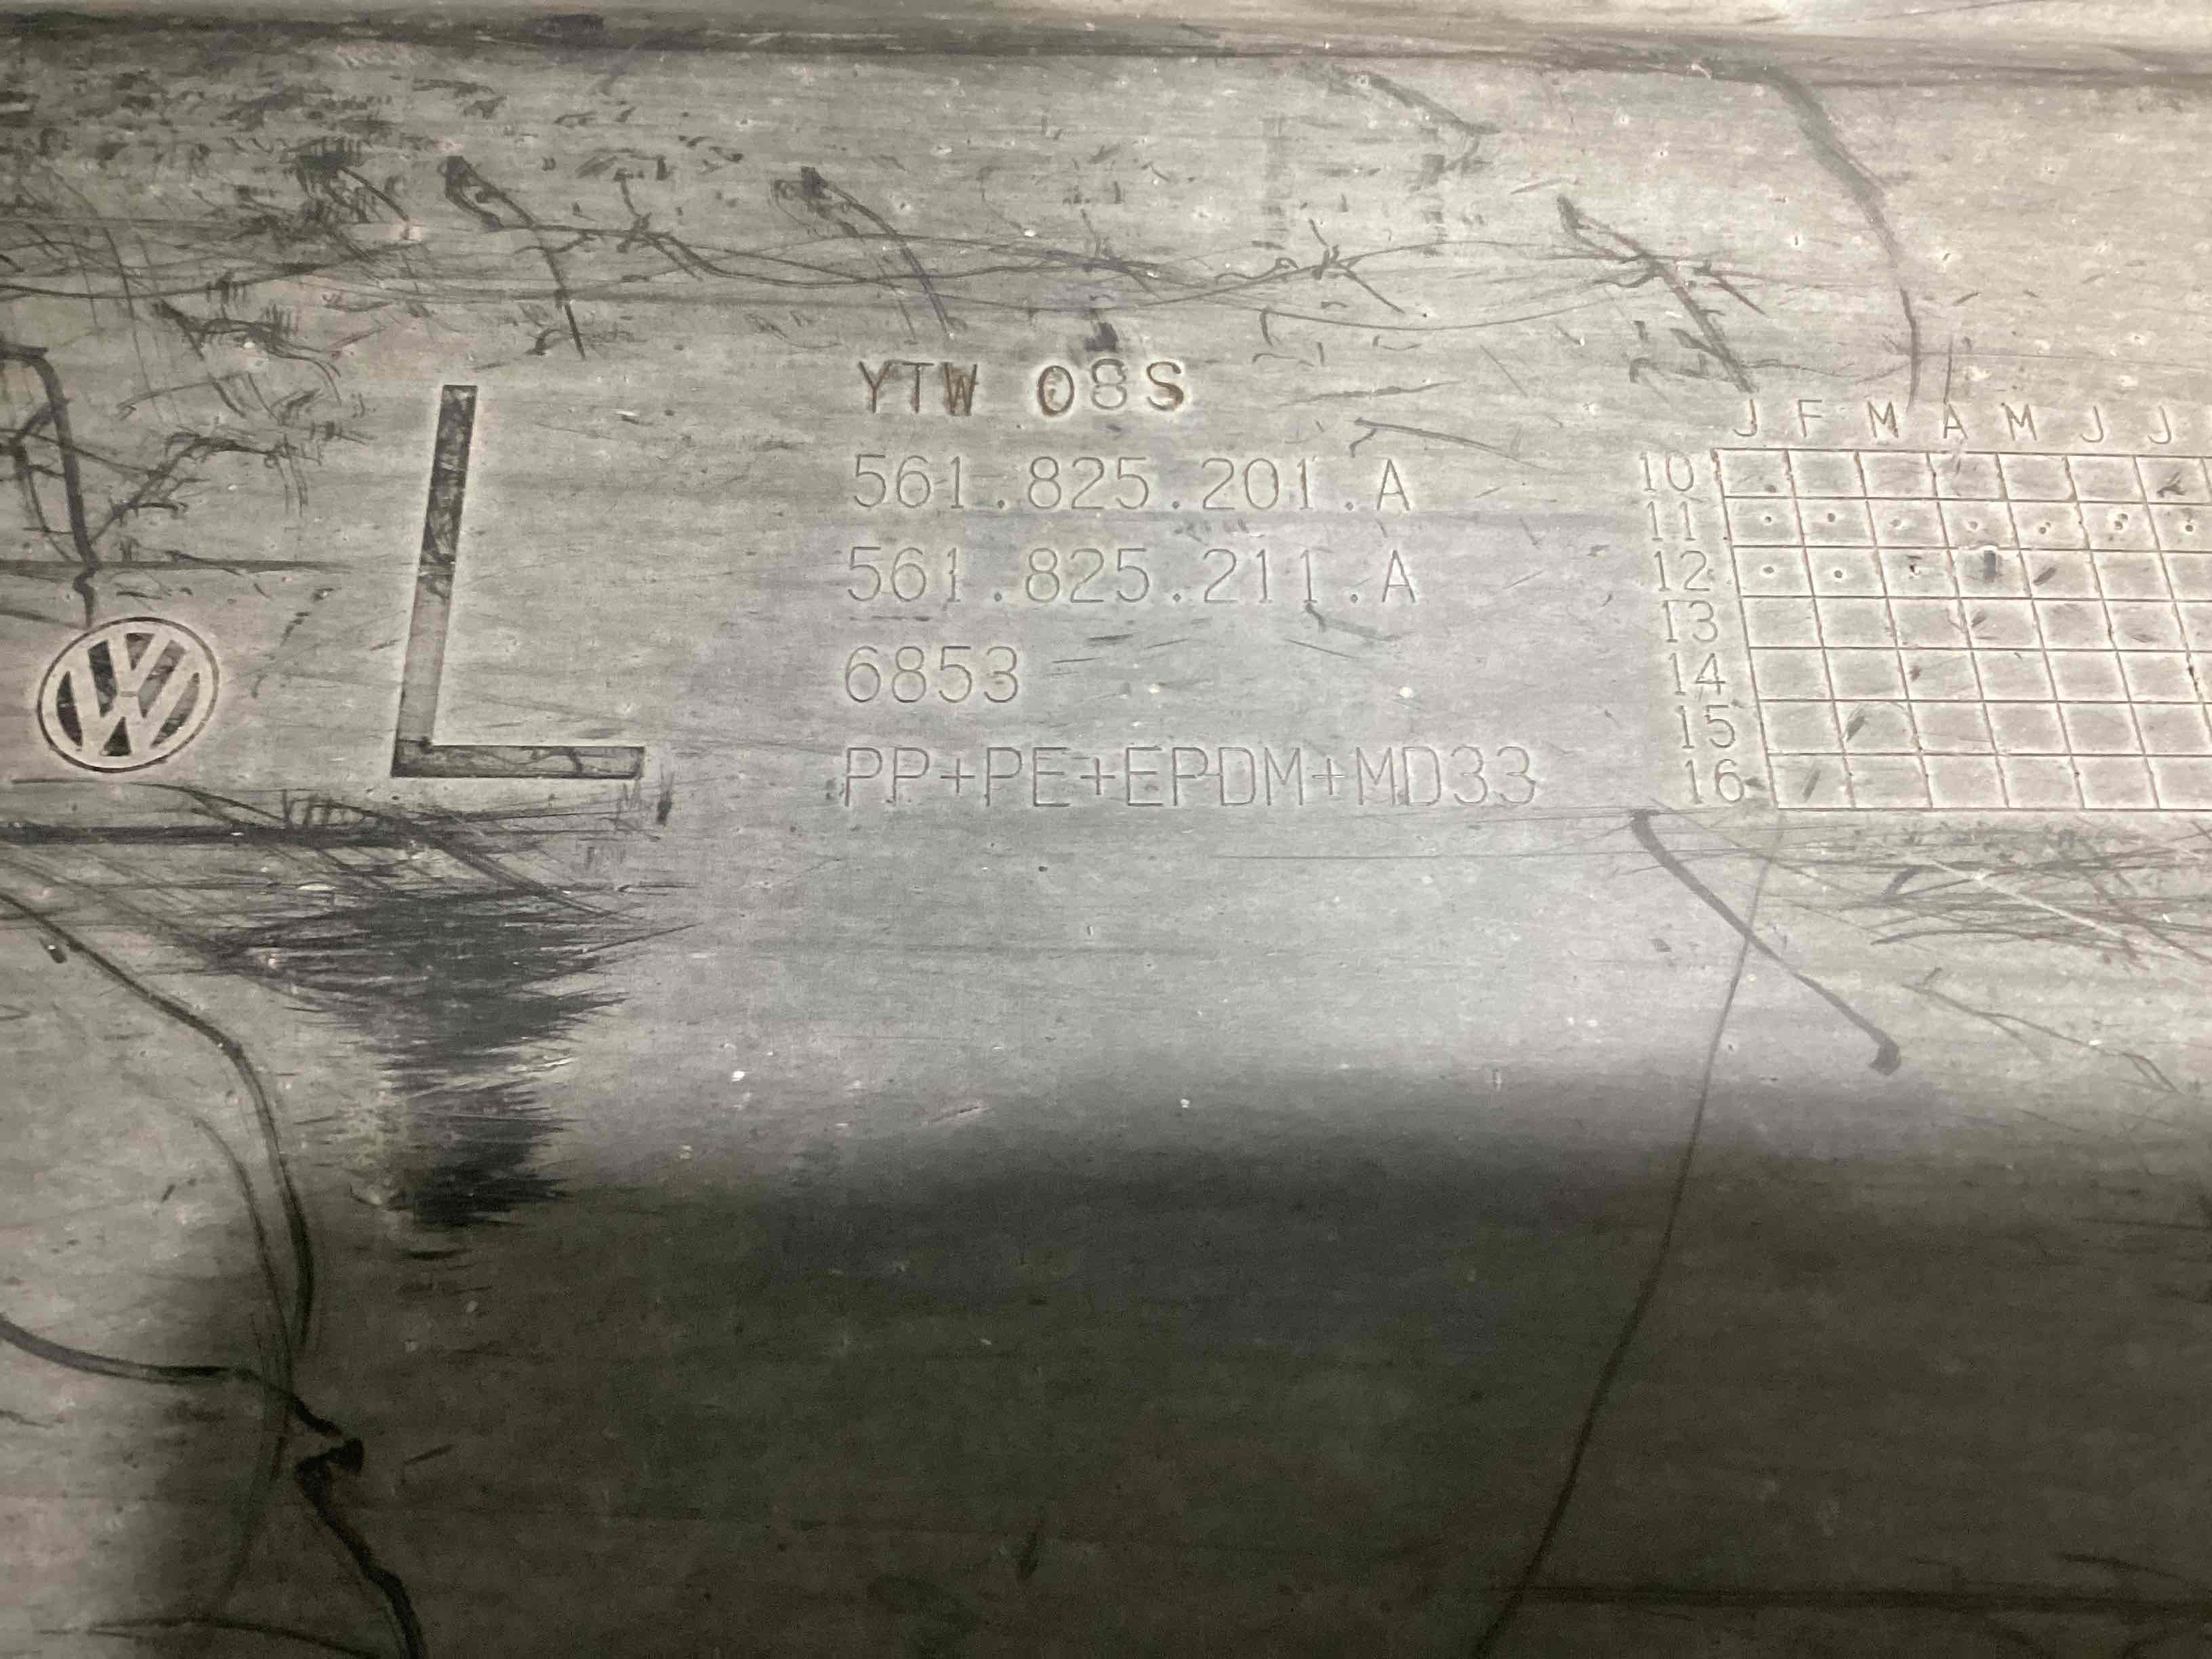 YTW 08S
561.825.201.A
561.825.211.A
6853
PP+PE+EPDM+MD33
L
VW
J F M A M J J
10
11
12
13
14
15
16